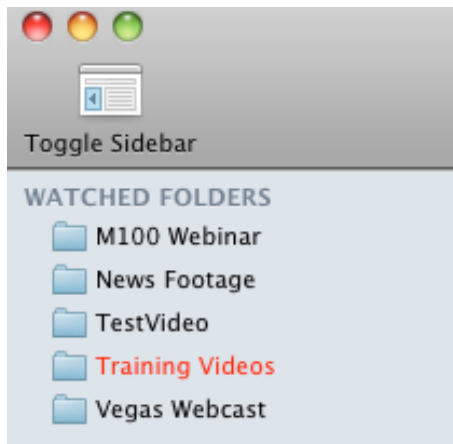 Toggle Sidebar
WATCHED FOLDERS
M100 Webinar
News Footage
TestVideo
Training Videos
Vegas Webcast